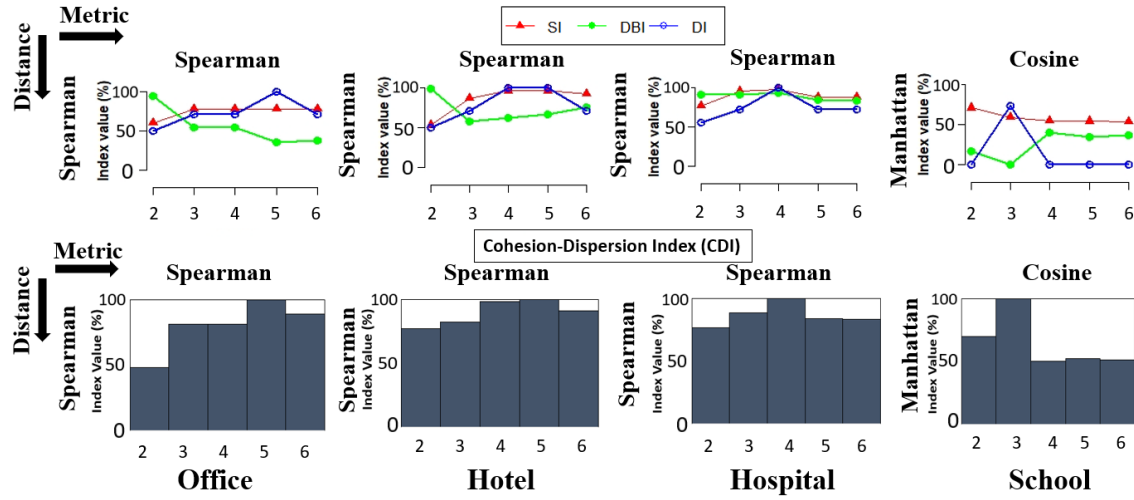 Metric
Distance
SI DBI DI
Spearman Spearman Spearman Cosine
Spearman Index value (%) 100 50 0
Spearman Index value (%) 100 50 0
Spearman Index value (%) 100 50 0
Manhattan Index value (%) 100 50 0
2 3 4 5 6 2 3 4 5 6 2 3 4 5 6 2 3 4 5 6
Metric
Distance
Cohesion-Dispersion Index (CDI)
Spearman Spearman Spearman Cosine
Spearman Index Value (%) 100 50 0
Spearman Index Value (%) 100 50 0
Spearman Index Value (%) 100 50 0
Manhattan Index Value (%) 100 50 0
2 3 4 5 6 2 3 4 5 6 2 3 4 5 6 2 3 4 5 6
Office Hotel Hospital School